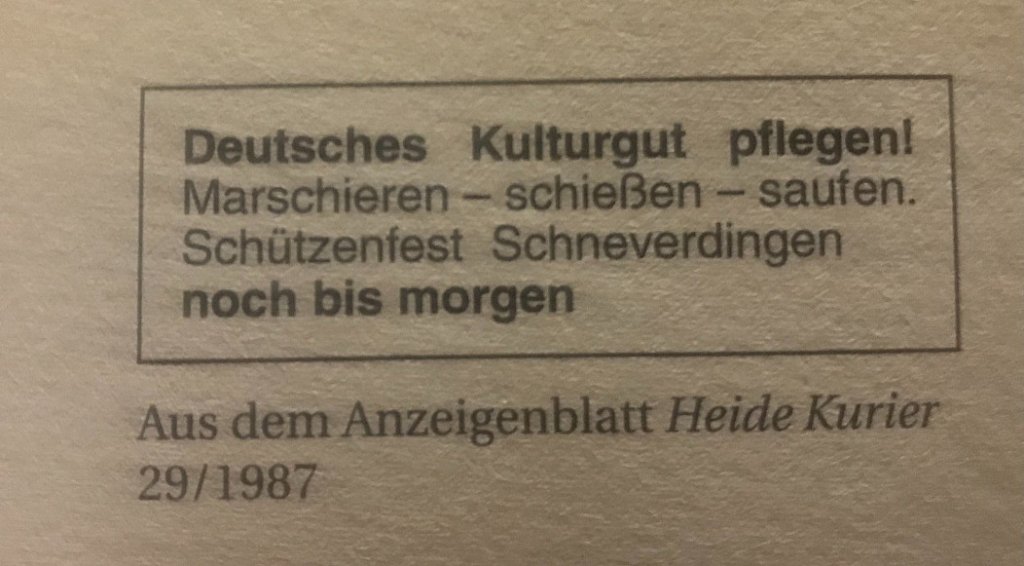 Deutsches Kulturgut pflegen!
Marschieren – schießen – saufen.
Schützenfest Schneverdingen
noch bis morgen
Aus dem Anzeigenblatt Heide Kurier
29/1987